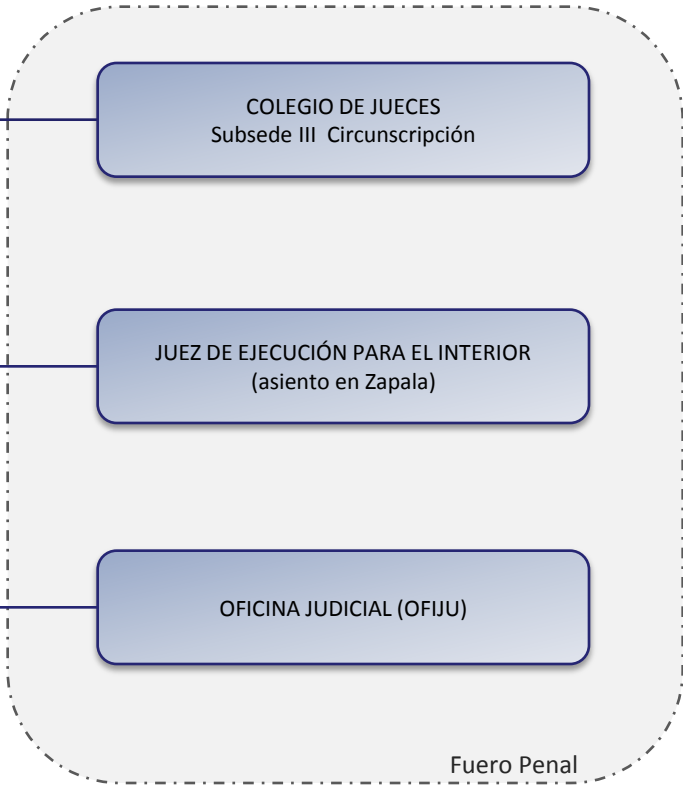 COLEGIO DE JUECES
Subsede III Circunscripción
JUEZ DE EJECUCIÓN PARA EL INTERIOR
(asiento en Zapala)
OFICINA JUDICIAL (OFIJU)
Fuero Penal